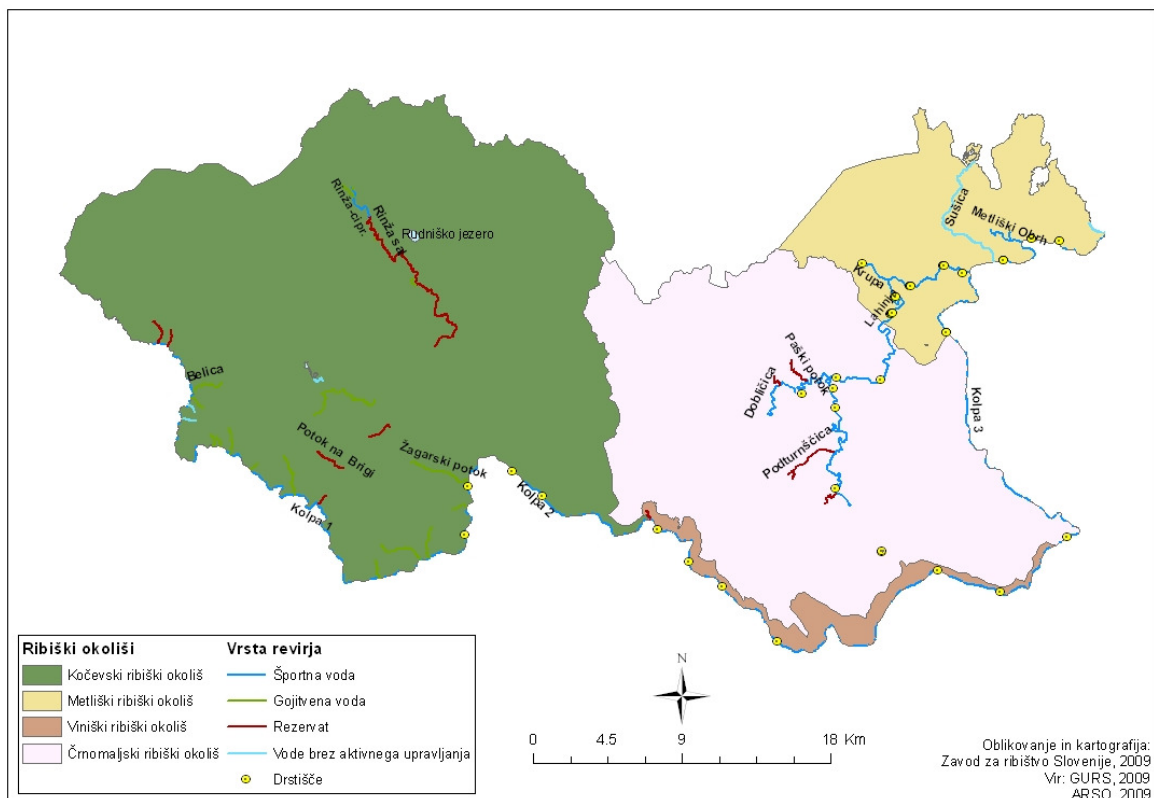 Rinža-cipr.
Rinža sal
Rudniško jezero
Sušica
Metliški Obrh
Krupa
Lahinja
Paški potok
Dobličica
Podturnščica
Kolpa 3
Belica
Potok na Brigi
Žagarski potok
Kolpa 1
Kolpa 2
Ribiški okoliši
Kočevski ribiški okoliš
Metliški ribiški okoliš
Viniški ribiški okoliš
Črnomaljski ribiški okoliš
Vrsta revirja
Športna voda
Gojitvena voda
Rezervat
Vode brez aktivnega upravljanja
Drstišče
N
0 4.5 9 18 Km
Oblikovanje in kartografija:
Zavod za ribištvo Slovenije, 2009
Vir: GURS, 2009
ARSO, 2009